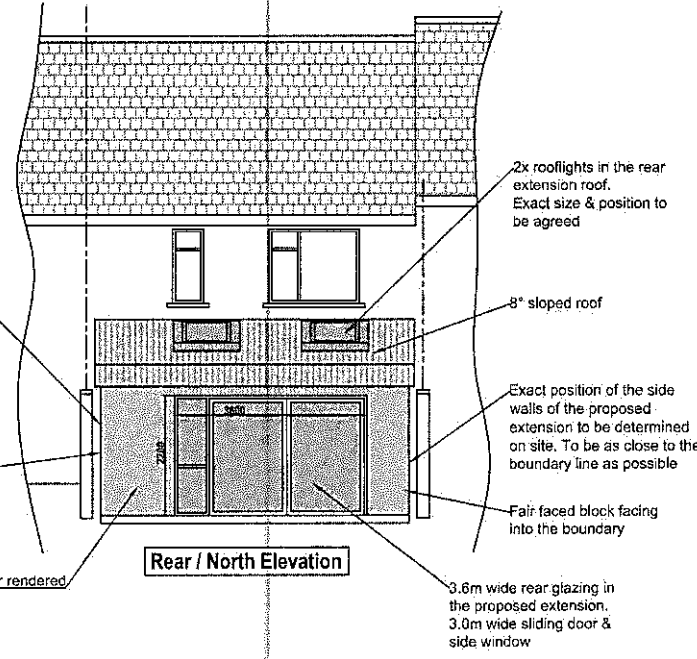 2x rooflights in the rear
extension roof.
Exact size & position to
be agreed
8° sloped roof
Exact position of the side
walls of the proposed
extension to be determined
on site. To be as close to the
boundary line as possible
Fair faced block facing
into the boundary
3600
Rear / North Elevation
rendered
3.6m wide rear glazing in
the proposed extension.
3.0m wide sliding door &
side window